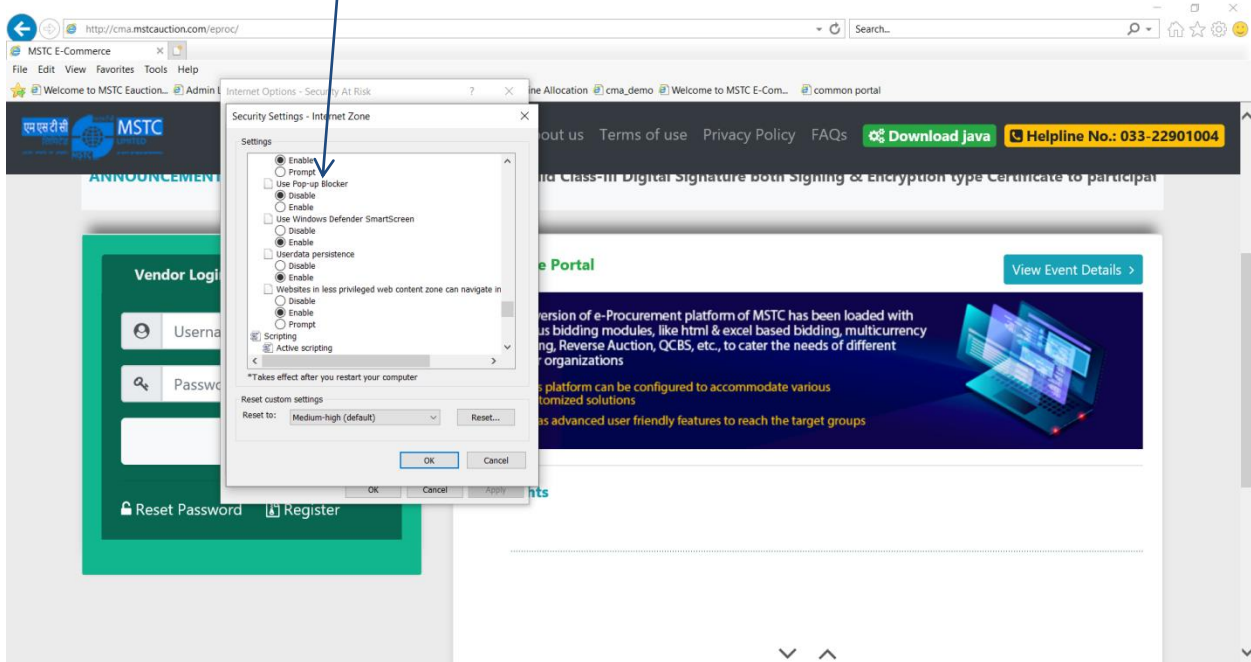 http://cma.mstcauction.com/eproc/
Search...
MSTC E-Commerce
File Edit View Favorites Tools Help
Welcome to MSTC Eauction... Admin L
ine Allocation cma_demo Welcome to MSTC E-Com... common portal
Internet Options - Security At Risk
Security Settings - Internet Zone
Settings
Enable
Prompt
Use Pop-up Blocker
Disable
Enable
Use Windows Defender SmartScreen
Disable
Enable
Userdata persistence
Disable
Enable
Websites in less privileged web content zone can navigate in
Disable
Enable
Prompt
Scripting
Active scripting
*Takes effect after you restart your computer
Reset custom settings
Reset to: Medium-high (default) Reset...
OK Cancel
OK Cancel Apply
एम एस टी सी MSTC
LIMITED
out us Terms of use Privacy Policy FAQs Download java Helpline No.: 033-22901004
ANNOUNCEMENT
id Class-III Digital Signature both Signing & Encryption type Certificate to participat
Vendor Logi
Userna
Passwo
Reset Password Register
e Portal
View Event Details >
version of e-Procurement platform of MSTC has been loaded with
us bidding modules, like html & excel based bidding, multicurrency
ng, Reverse Auction, QCBS, etc., to cater the needs of different
r organizations
s platform can be configured to accommodate various
tomized solutions
as advanced user friendly features to reach the target groups
nts